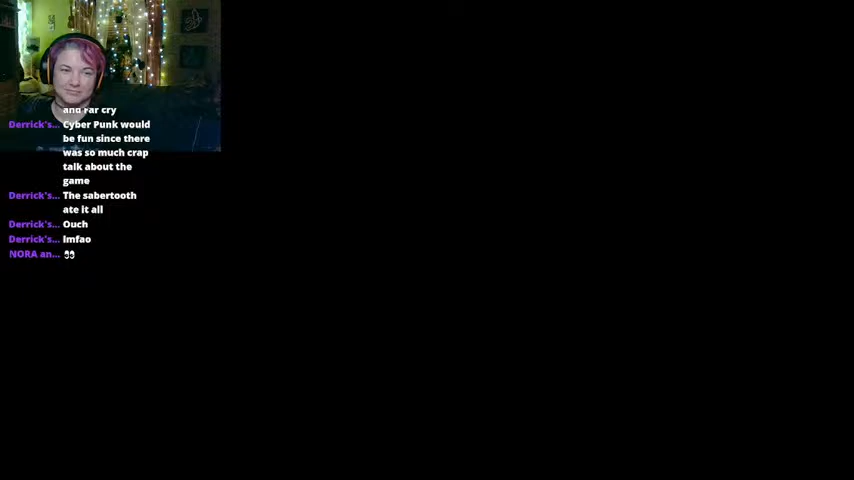 and Far cry
Derrick's... Cyber Punk would
be fun since there
was so much crap
talk about the
game
Derrick's... The sabertooth
ate it all
Derrick's... Ouch
Derrick's... lmfao
NORA an... 👀